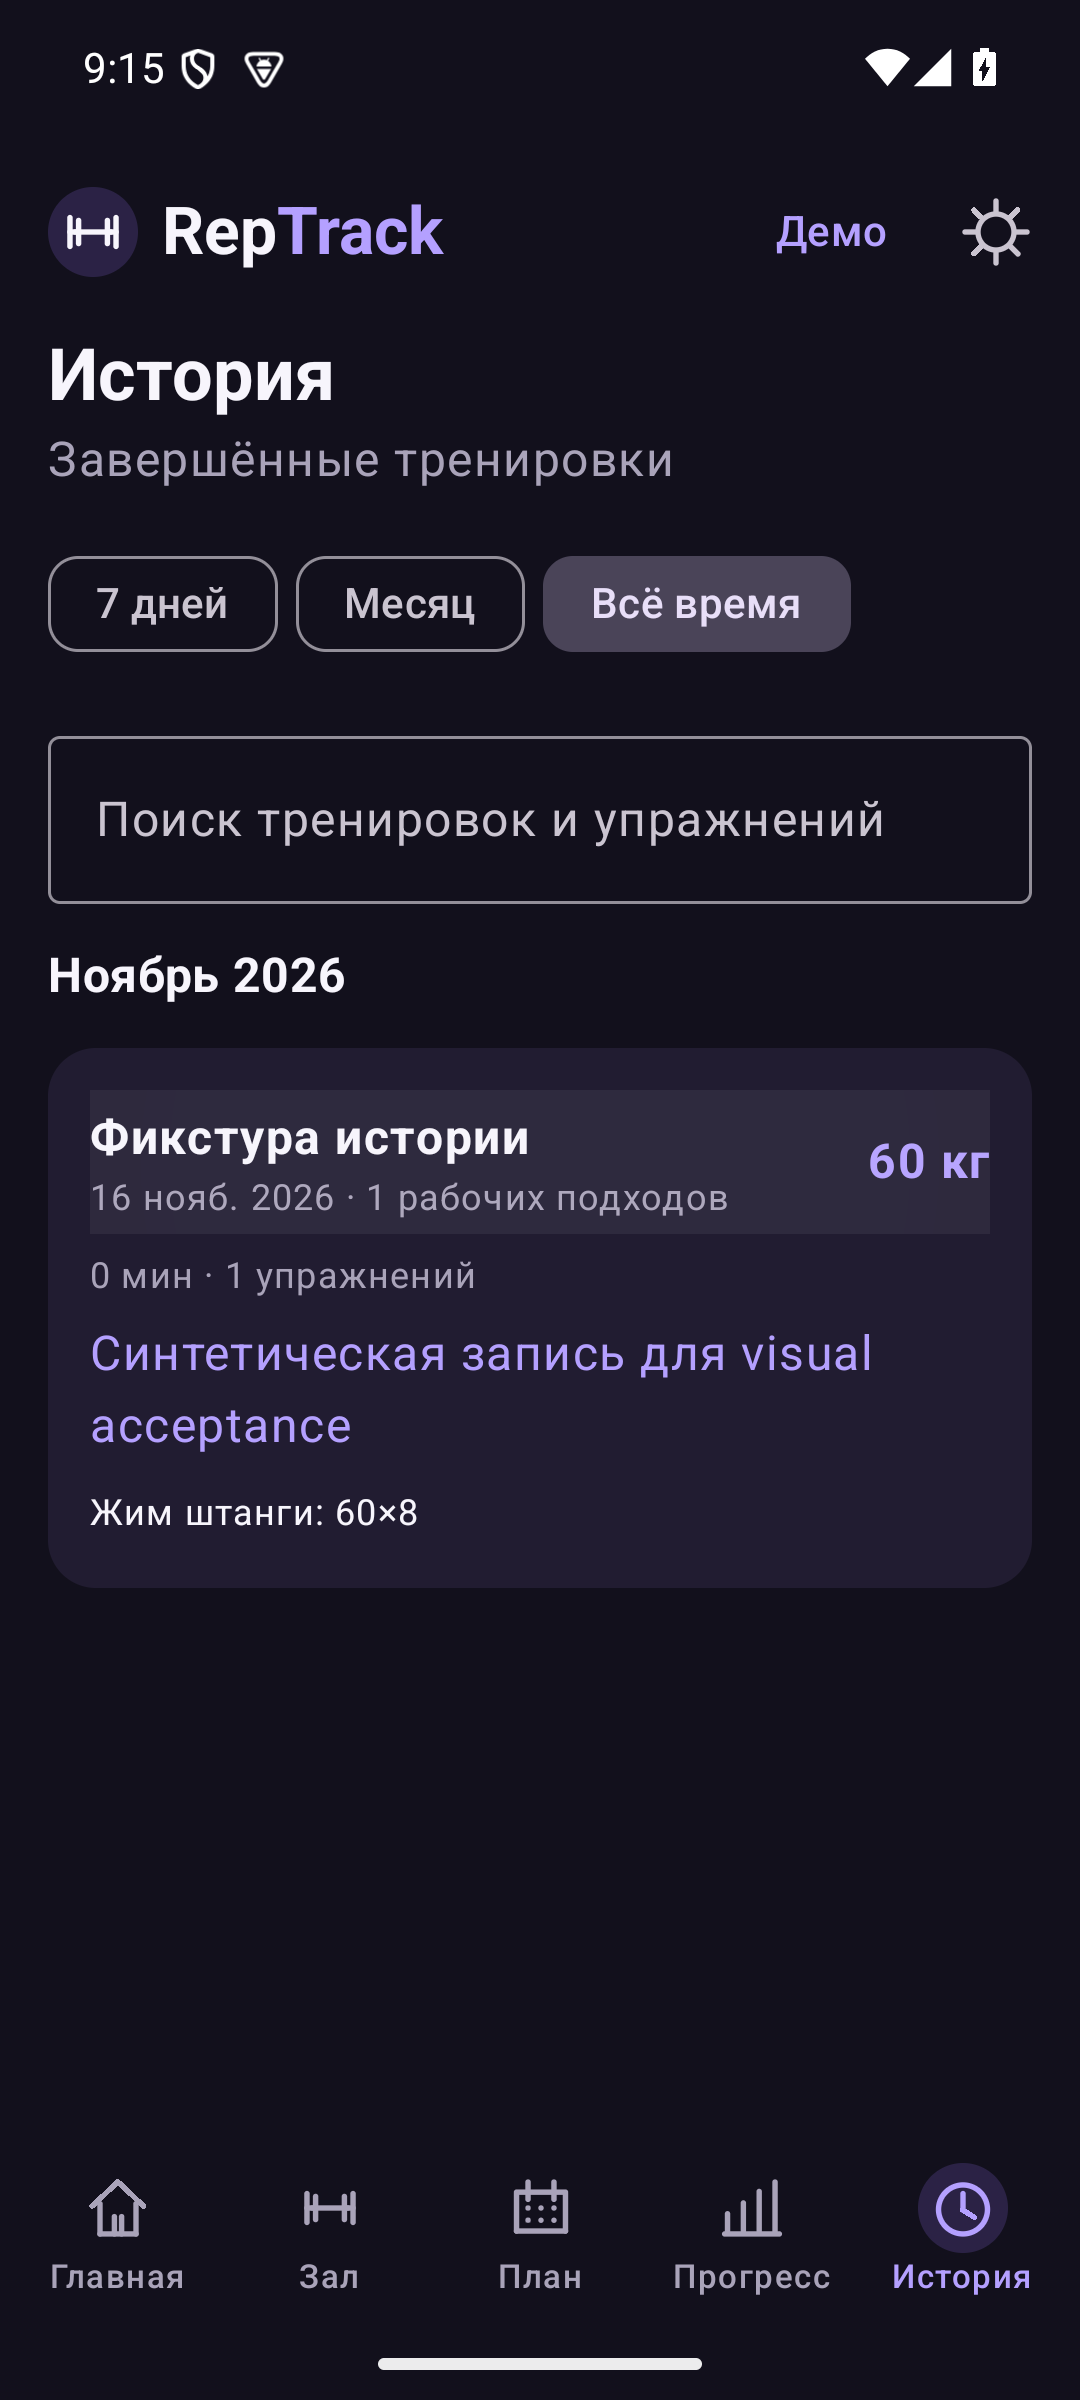 9:15
RepTrack
Демо
История
Завершённые тренировки
7 дней
Месяц
Всё время
Поиск тренировок и упражнений
Ноябрь 2026
Фикстура истории
60 кг
16 нояб. 2026 · 1 рабочих подходов
0 мин · 1 упражнений
Синтетическая запись для visual
acceptance
Жим штанги: 60×8
Главная
Зал
План
Прогресс
История